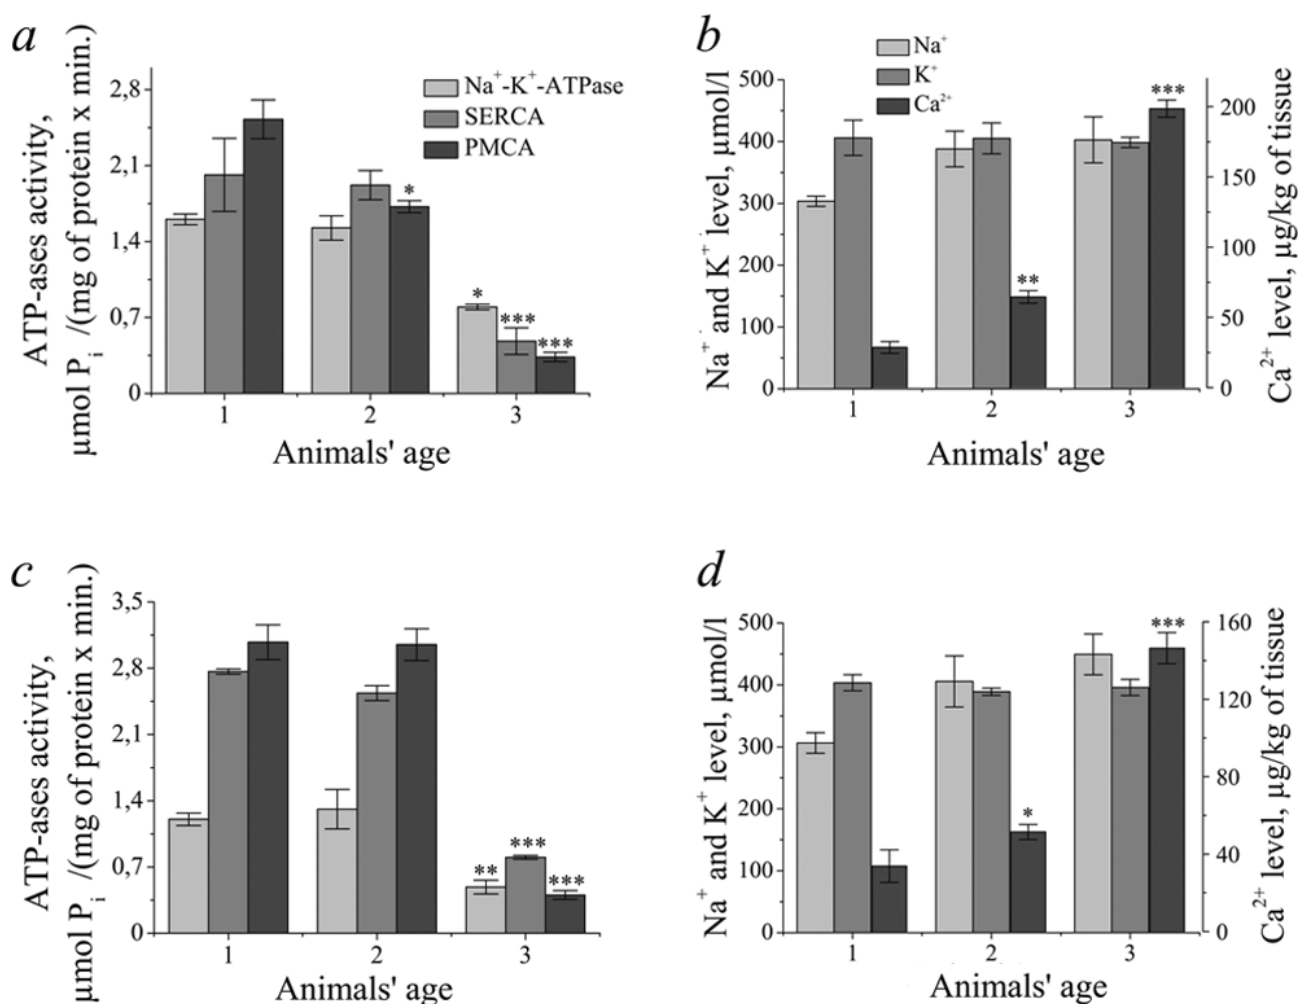 a
ATP-ases activity,
µmol Pi /(mg of protein x min.)
2,8
2,1
1,4
0,7
0
Na⁺-K⁺-ATPase
SERCA
PMCA
*
*
***
***
1
2
3
Animals' age
b
Na⁺
K⁺
Ca²⁺
Na⁺ and K⁺ level, µmol/l
500
400
300
200
100
0
**
***
200
150
100
50
0
Ca²⁺ level, µg/kg of tissue
1
2
3
Animals' age
c
ATP-ases activity,
µmol Pi /(mg of protein x min.)
3,5
2,8
2,1
1,4
0,7
0
**
***
***
1
2
3
Animals' age
d
Na⁺ and K⁺ level, µmol/l
500
400
300
200
100
0
*
***
160
120
80
40
0
Ca²⁺ level, µg/kg of tissue
1
2
3
Animals' age